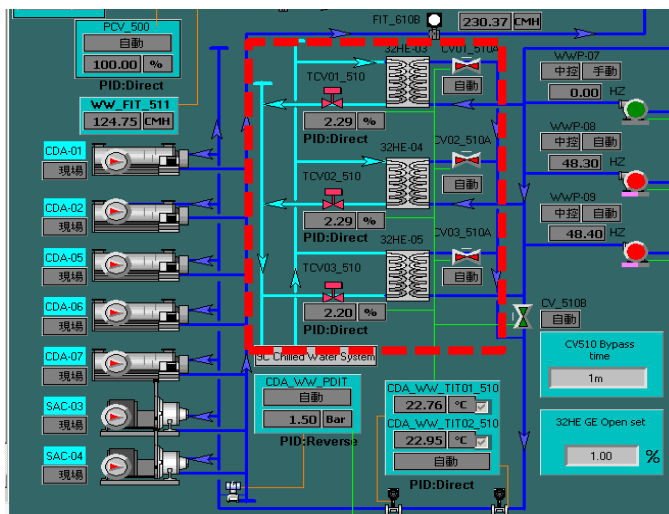 FIT_610B
230.37 CMH
PCV_500
自動
100.00 %
PID:Direct
WW_FIT_511
124.75 CMH
32HE-03
CV01_510A
自動
TCV01_510
2.29 %
PID:Direct
32HE-04
CV02_510A
自動
TCV02_510
2.29 %
PID:Direct
32HE-05
CV03_510A
自動
TCV03_510
2.20 %
PID:Direct
WWP-07
中控 手動
0.00 HZ
WWP-08
中控 自動
48.30 HZ
WWP-09
中控 自動
48.40 HZ
CV_510B
自動
CDA-01
現場
CDA-02
現場
CDA-05
現場
CDA-06
現場
CDA-07
現場
SAC-03
現場
SAC-04
現場
Chilled Water System
CDA_WW_PDIT
自動
1.50 Bar
PID:Reverse
CDA_WW_TIT01_510
22.76 °C
CDA_WW_TIT02_510
22.95 °C
自動
PID:Direct
CV510 Bypass
time
1m
32HE GE Open set
1.00 %